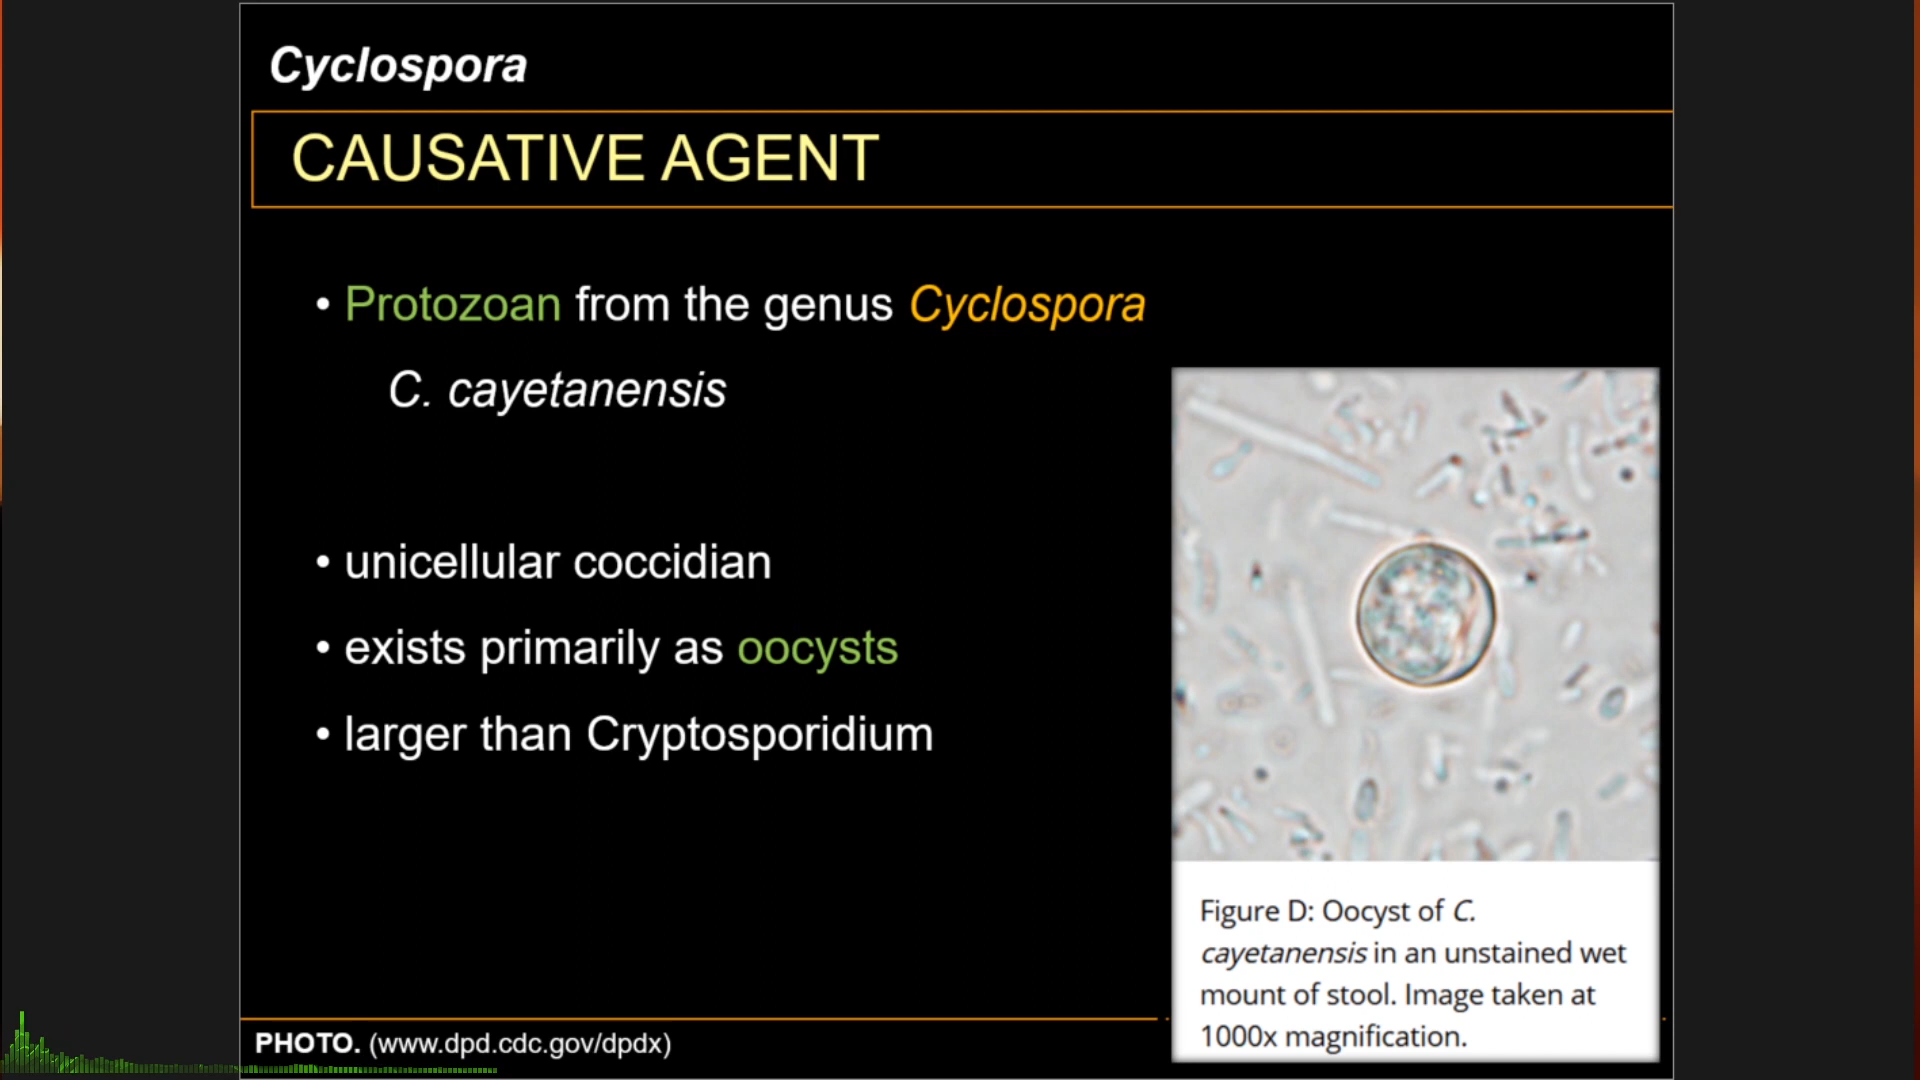 Cyclospora
CAUSATIVE AGENT
• Protozoan from the genus Cyclospora
C. cayetanensis
• unicellular coccidian
• exists primarily as oocysts
• larger than Cryptosporidium
Figure D: Oocyst of C.
cayetanensis in an unstained wet
mount of stool. Image taken at
1000x magnification.
PHOTO. (www.dpd.cdc.gov/dpdx)